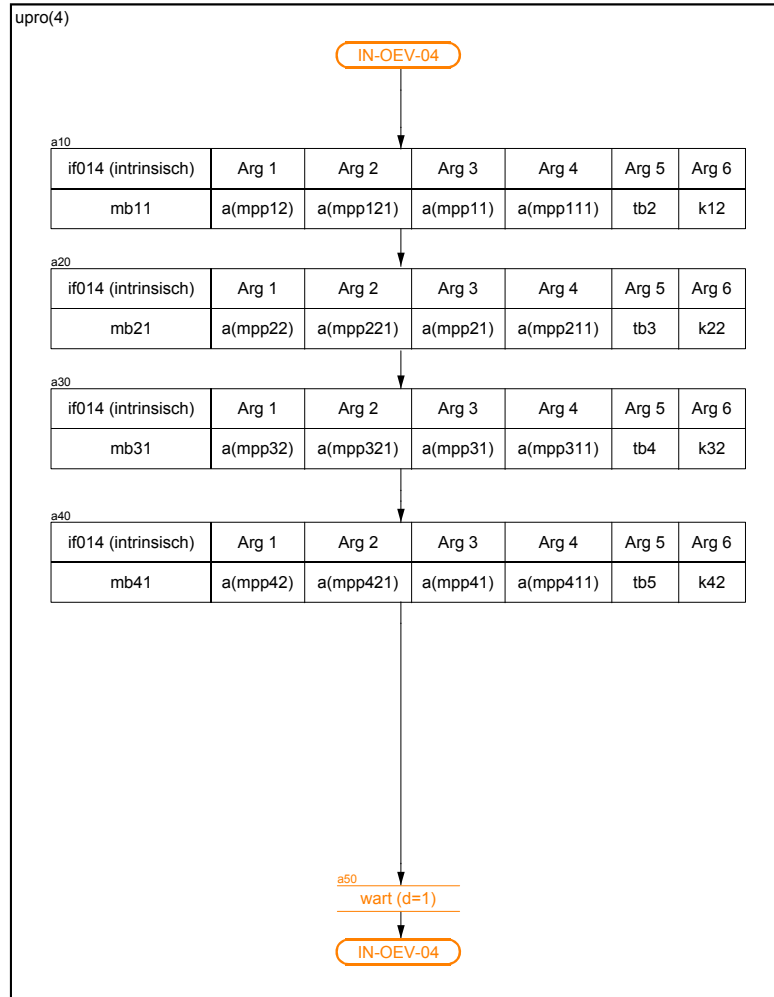 upro(4)
IN-OEV-04
a10
if014 (intrinsisch) Arg 1 Arg 2 Arg 3 Arg 4 Arg 5 Arg 6
mb11 a(mpp12) a(mpp121) a(mpp11) a(mpp111) tb2 k12
a20
if014 (intrinsisch) Arg 1 Arg 2 Arg 3 Arg 4 Arg 5 Arg 6
mb21 a(mpp22) a(mpp221) a(mpp21) a(mpp211) tb3 k22
a30
if014 (intrinsisch) Arg 1 Arg 2 Arg 3 Arg 4 Arg 5 Arg 6
mb31 a(mpp32) a(mpp321) a(mpp31) a(mpp311) tb4 k32
a40
if014 (intrinsisch) Arg 1 Arg 2 Arg 3 Arg 4 Arg 5 Arg 6
mb41 a(mpp42) a(mpp421) a(mpp41) a(mpp411) tb5 k42
a50
wart (d=1)
IN-OEV-04